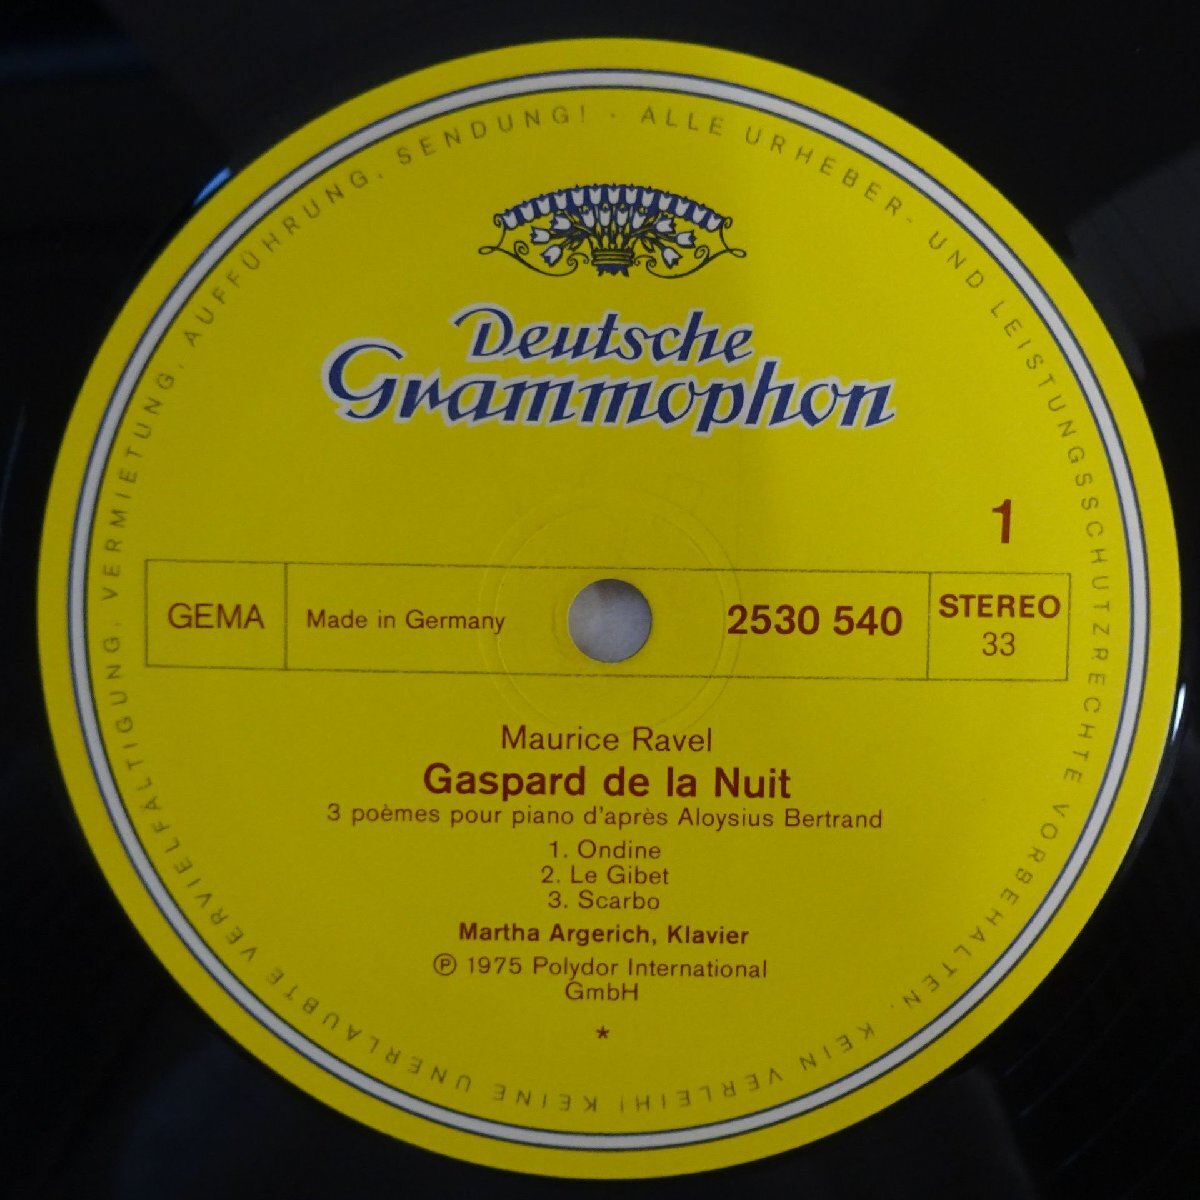 ALLE URHEBER- UND LEISTUNGSSCHUTZRECHTE VORBEHALTEN. KEIN VERLEIH! KEINE UNERLAUBTE VERVIELFÄLTIGUNG, VERMIETUNG, AUFFÜHRUNG, SENDUNG! ·
Deutsche
Grammophon
1
GEMA
Made in Germany
2530 540
STEREO
33
Maurice Ravel
Gaspard de la Nuit
3 poèmes pour piano d'après Aloysius Bertrand
1. Ondine
2. Le Gibet
3. Scarbo
Martha Argerich, Klavier
Ⓟ 1975 Polydor International
GmbH
*